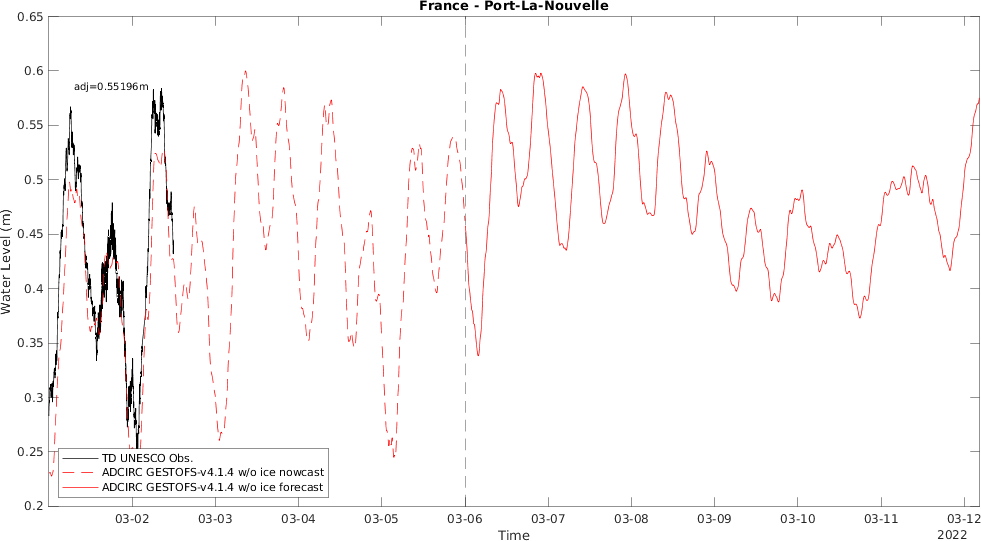 France - Port-La-Nouvelle
0.65
0.6
0.55
0.5
0.45
0.4
0.35
0.3
0.25
0.2
Water Level (m)
adj=0.55196m
TD UNESCO Obs.
ADCIRC GESTOFS-v4.1.4 w/o ice nowcast
ADCIRC GESTOFS-v4.1.4 w/o ice forecast
03-02 03-03 03-04 03-05 03-06 03-07 03-08 03-09 03-10 03-11 03-12
Time
2022